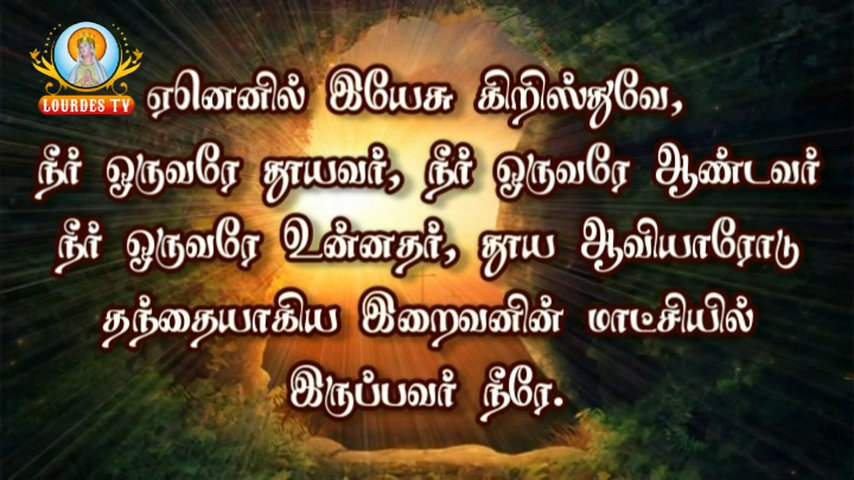 LOURDES TV
ஏனெனில் இயேசு கிறிஸ்துவே,
நீர் ஒருவரே தூயவர், நீர் ஒருவரே ஆண்டவர்
நீர் ஒருவரே உன்னதர், தூய ஆவியாரோடு
தந்தையாகிய இறைவனின் மாட்சியில்
இருப்பவர் நீரே.